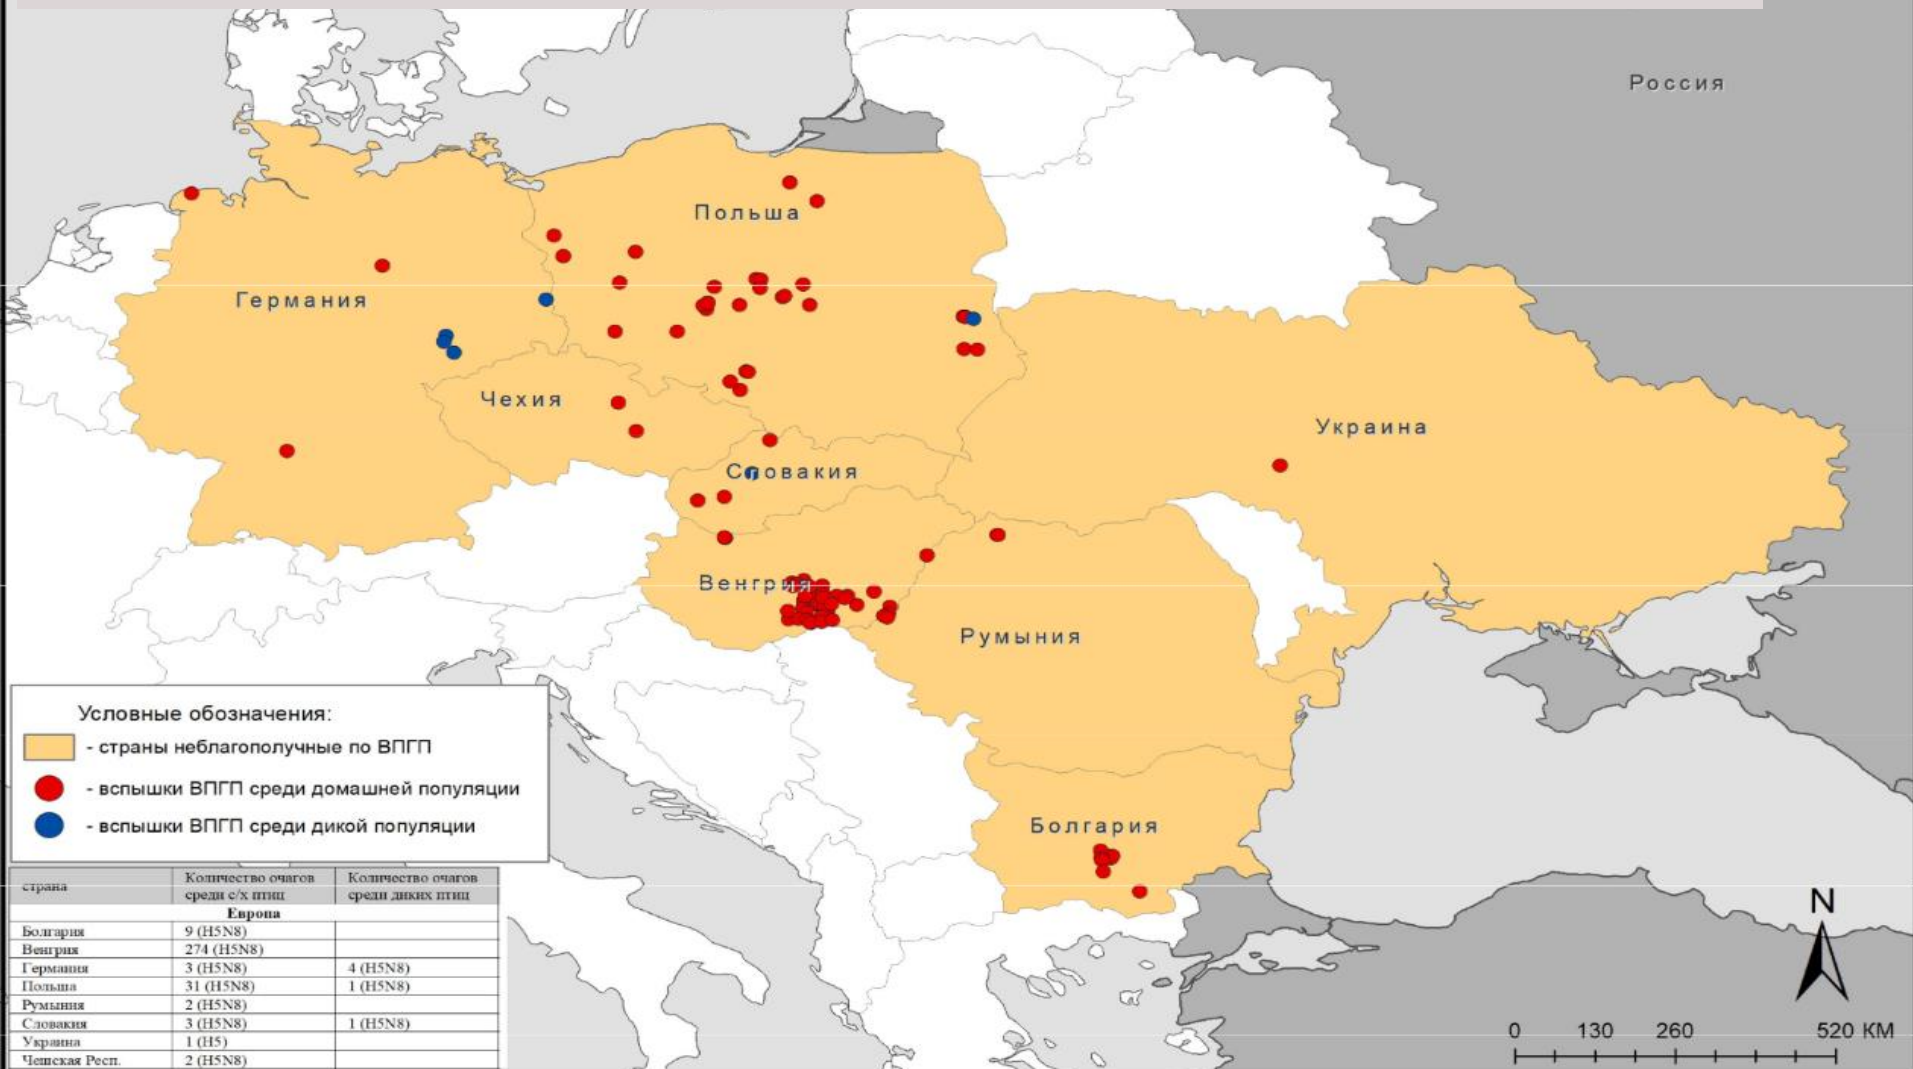 Россия
Польша
Германия
Чехия
Украина
Словакия
Венгрия
Румыния
Болгария
Условные обозначения:
- страны неблагополучные по ВПГП
- вспышки ВПГП среди домашней популяции
- вспышки ВПГП среди дикой популяции
страна Количество очагов среди с/х птиц Количество очагов среди диких птиц
Европа
Болгария 9 (H5N8)
Венгрия 274 (H5N8)
Германия 3 (H5N8) 4 (H5N8)
Польша 31 (H5N8) 1 (H5N8)
Румыния 2 (H5N8)
Словакия 3 (H5N8) 1 (H5N8)
Украина 1 (H5)
Чешская Респ. 2 (H5N8)
N
0 130 260 520 КМ